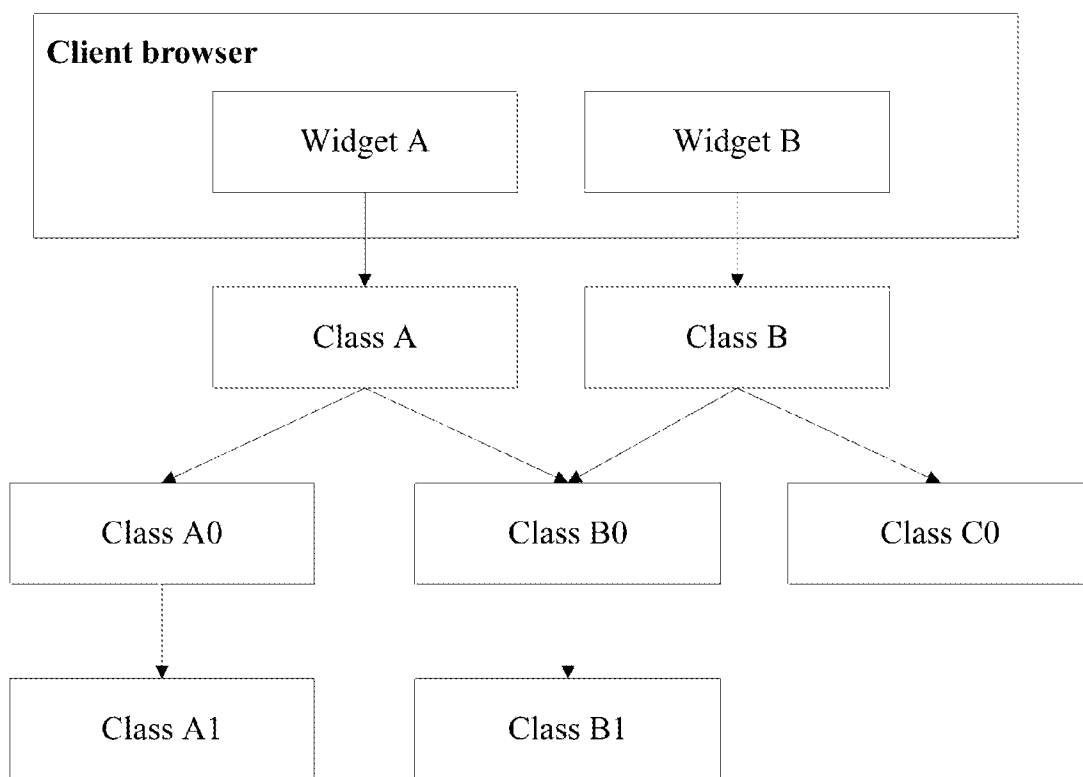 Client browser
Widget A
Widget B
Class A
Class B
Class A0
Class B0
Class C0
Class A1
Class B1